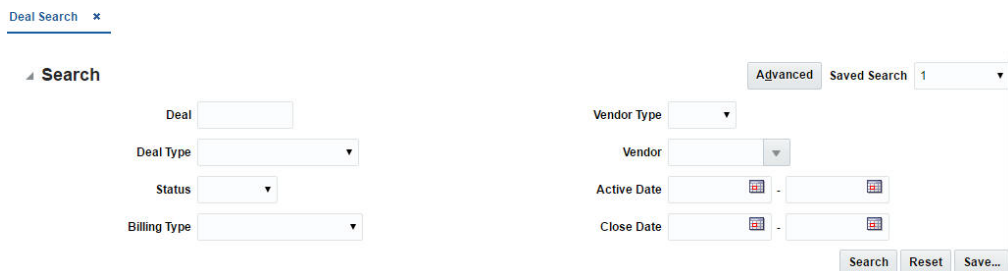 Deal Search ×
Search
Advanced Saved Search 1
Deal Vendor Type
Deal Type Vendor
Status Active Date -
Billing Type Close Date -
Search Reset Save...